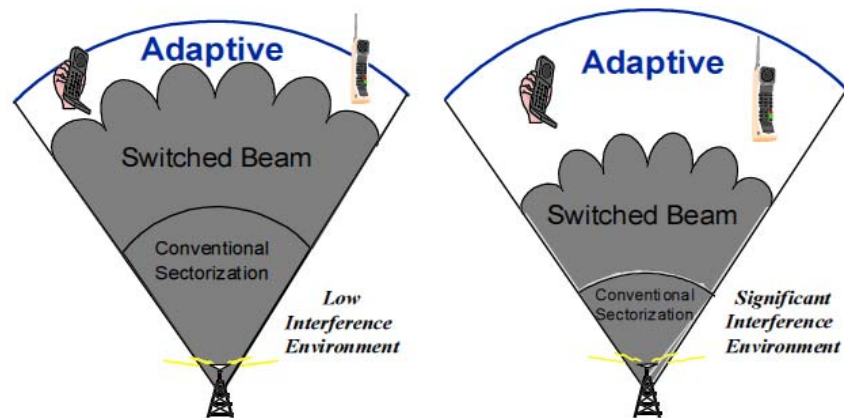 Adaptive
Switched Beam
Conventional
Sectorization
Low
Interference
Environment
Adaptive
Switched Beam
Conventional
Sectorization
Significant
Interference
Environment